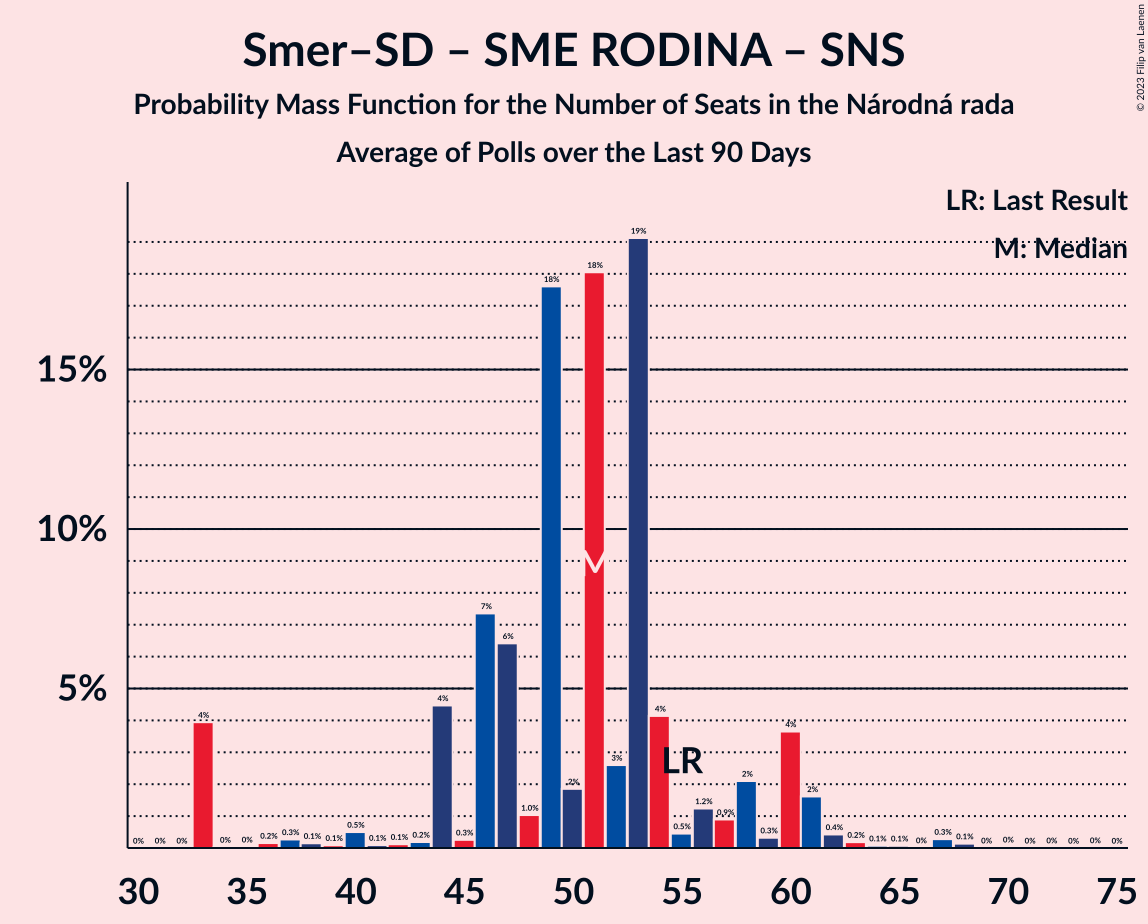 Smer–SD – SME RODINA – SNS
Probability Mass Function for the Number of Seats in the Národná rada
Average of Polls over the Last 90 Days
© 2023 Filip van Laenen
LR: Last Result
M: Median
15%
10%
5%
0% 0% 0% 4% 0% 0% 0.2% 0.3% 0.1% 0.1% 0.5% 0.1% 0.1% 0.2% 4% 0.3% 7% 6% 1.0% 18% 2% 18% 3% 19% 4% 0.5% 1.2% 0.9% 2% 0.3% 4% 2% 0.4% 0.2% 0.1% 0.1% 0% 0.3% 0.1% 0% 0% 0% 0% 0% 0% 0%
M
LR
30 35 40 45 50 55 60 65 70 75